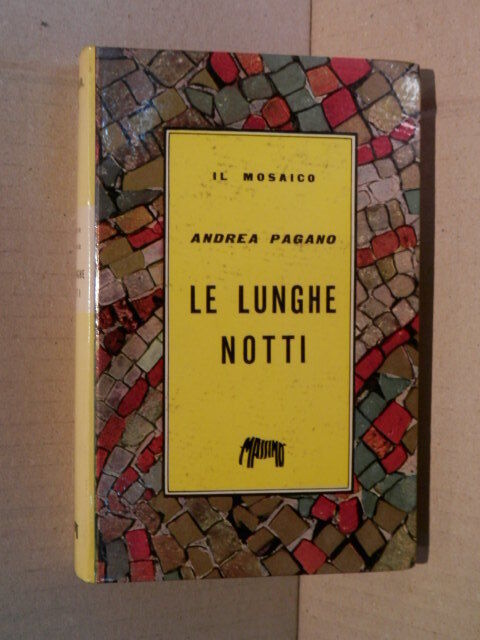 IL MOSAICO
ANDREA PAGANO
LE LUNGHE
NOTTI
MASSIMO